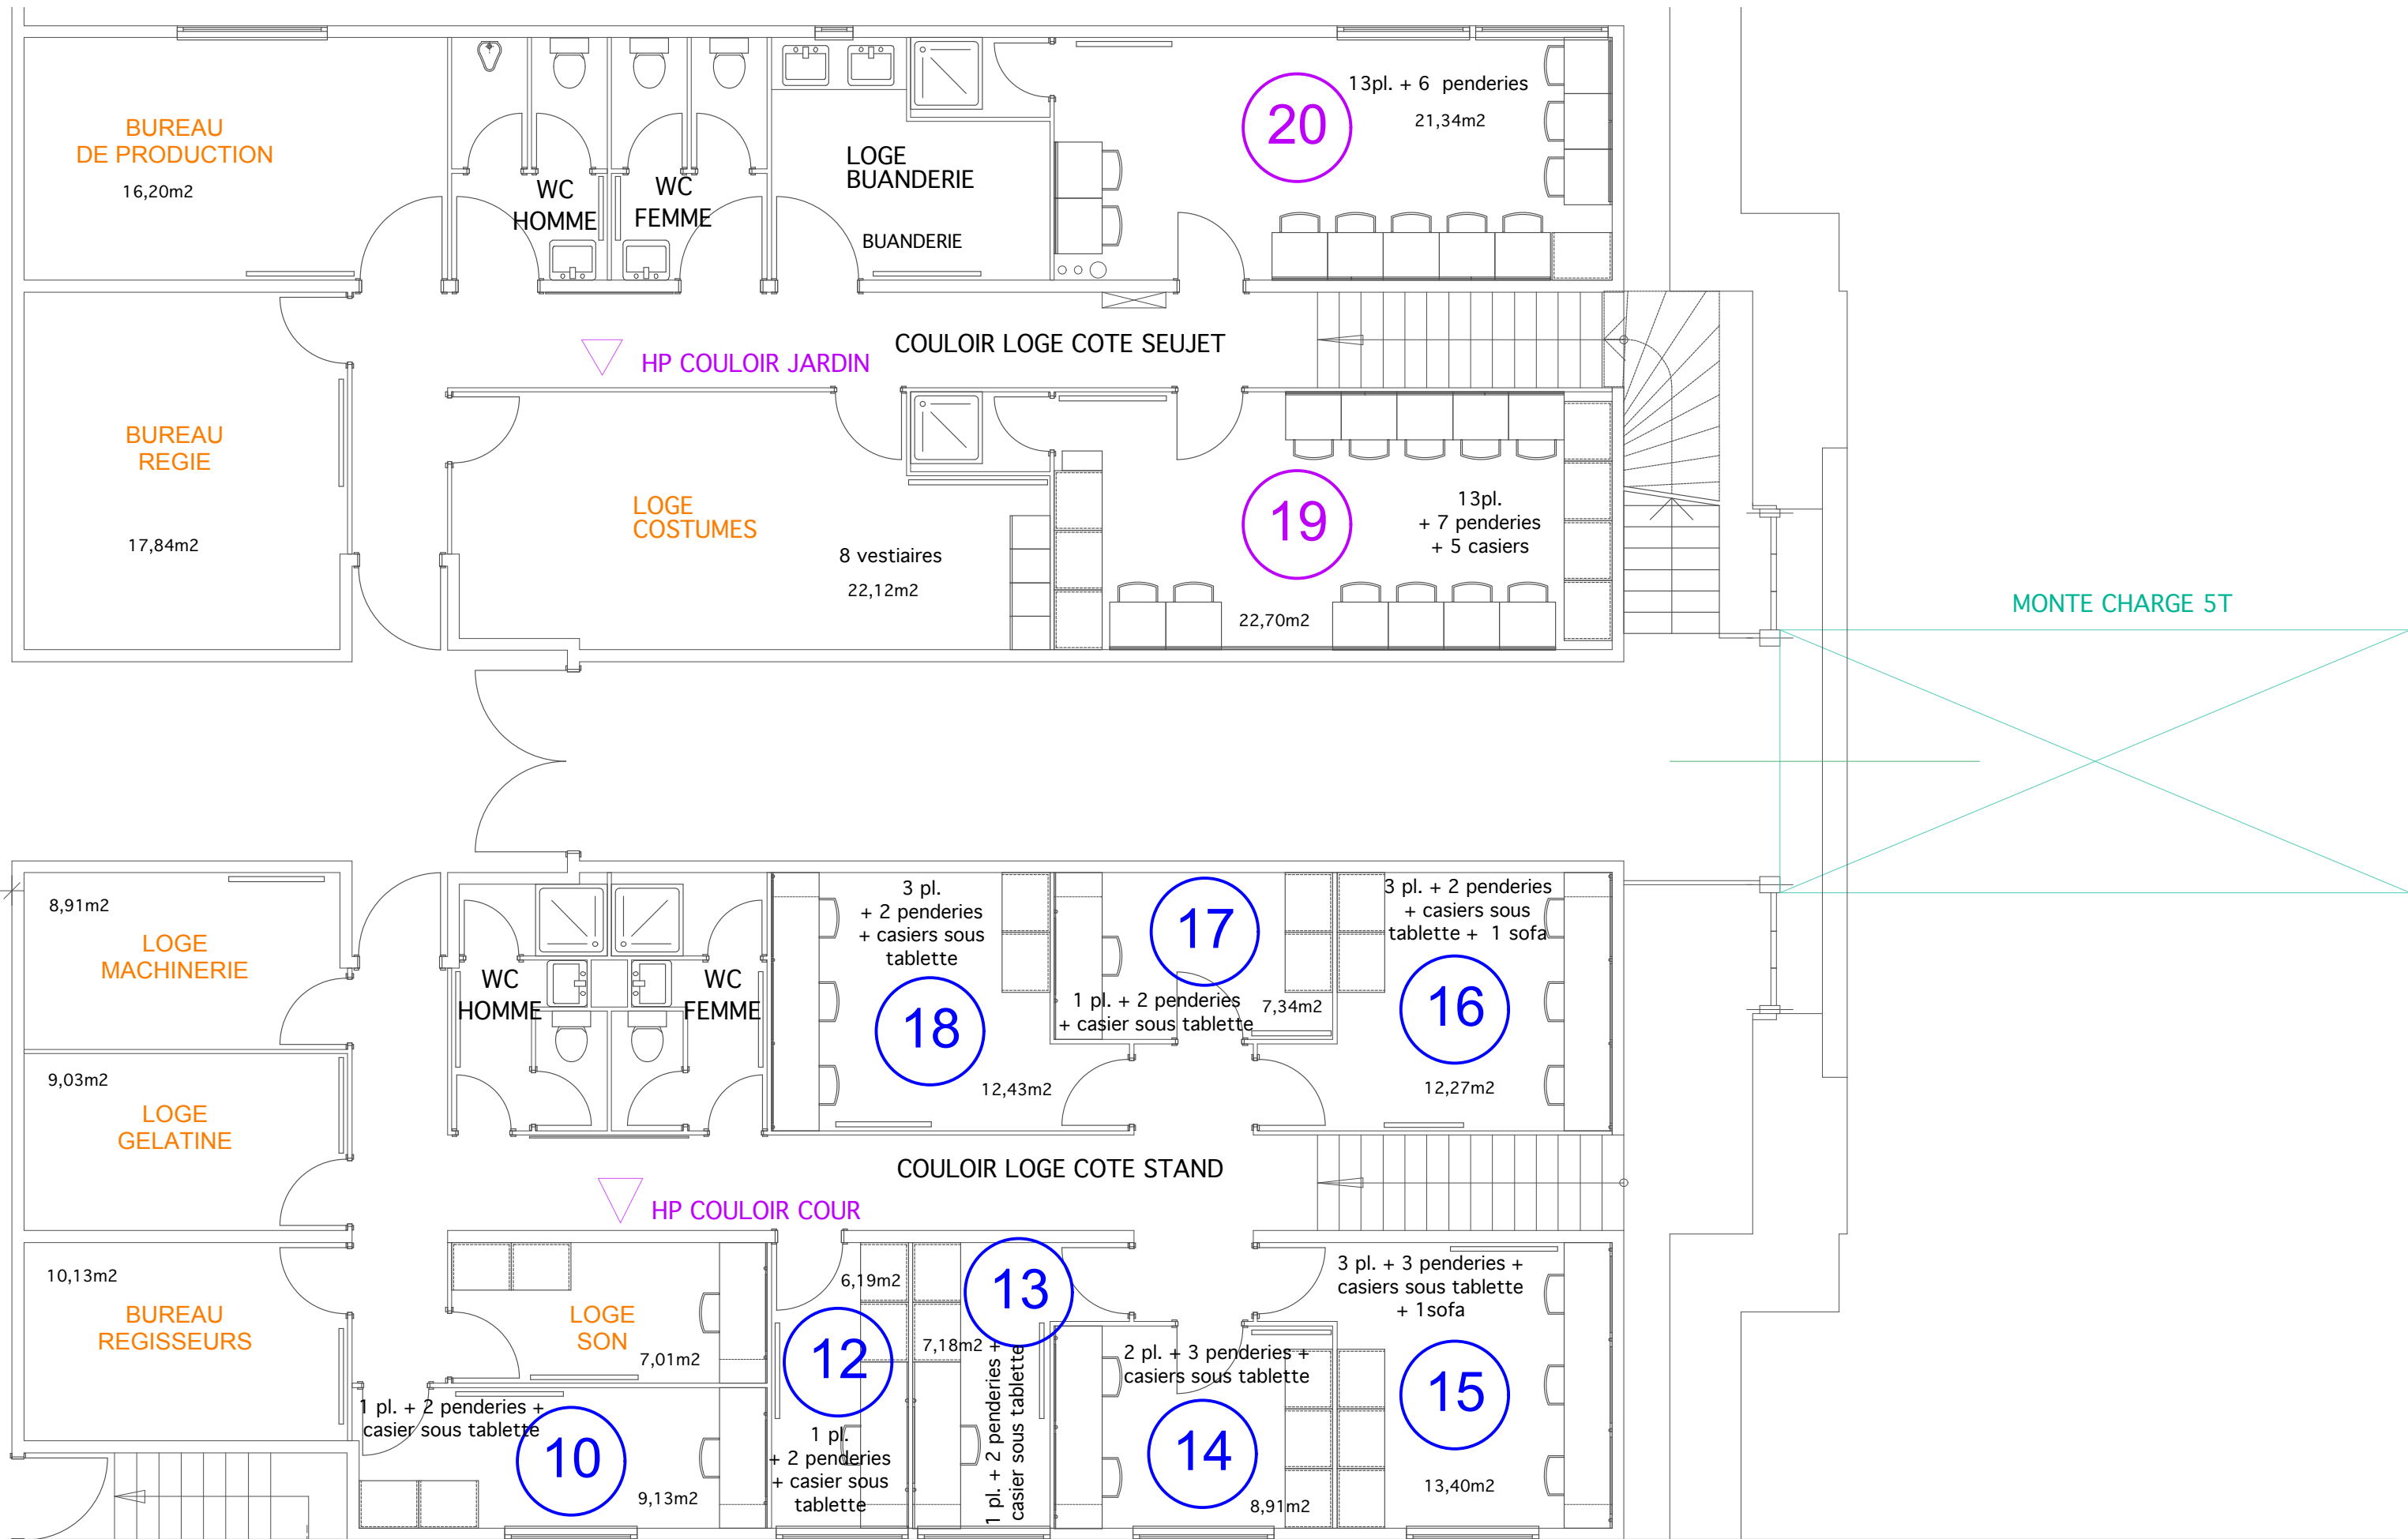 BUREAU
DE PRODUCTION
16,20m2
WC
HOMME
WC
FEMME
LOGE
BUANDERIE
BUANDERIE
20
13pl. + 6 penderies
21,34m2
COULOIR LOGE COTE SEUJET
HP COULOIR JARDIN
BUREAU
REGIE
17,84m2
LOGE
COSTUMES
8 vestiaires
22,12m2
19
13pl.
+ 7 penderies
+ 5 casiers
22,70m2
MONTE CHARGE 5T
8,91m2
LOGE
MACHINERIE
9,03m2
LOGE
GELATINE
WC
HOMME
WC
FEMME
3 pl.
+ 2 penderies
+ casiers sous
tablette
18
12,43m2
17
1 pl. + 2 penderies
+ casier sous tablette
7,34m2
3 pl. + 2 penderies
+ casiers sous
tablette + 1 sofa
16
12,27m2
COULOIR LOGE COTE STAND
HP COULOIR COUR
10,13m2
BUREAU
REGISSEURS
LOGE
SON
7,01m2
1 pl. + 2 penderies +
casier sous tablette
10
9,13m2
6,19m2
12
1 pl.
+ 2 penderies
+ casier sous
tablette
13
7,18m2
1 pl. + 2 penderies +
casier sous tablette
2 pl. + 3 penderies +
casiers sous tablette
14
8,91m2
3 pl. + 3 penderies +
casiers sous tablette
+ 1sofa
15
13,40m2